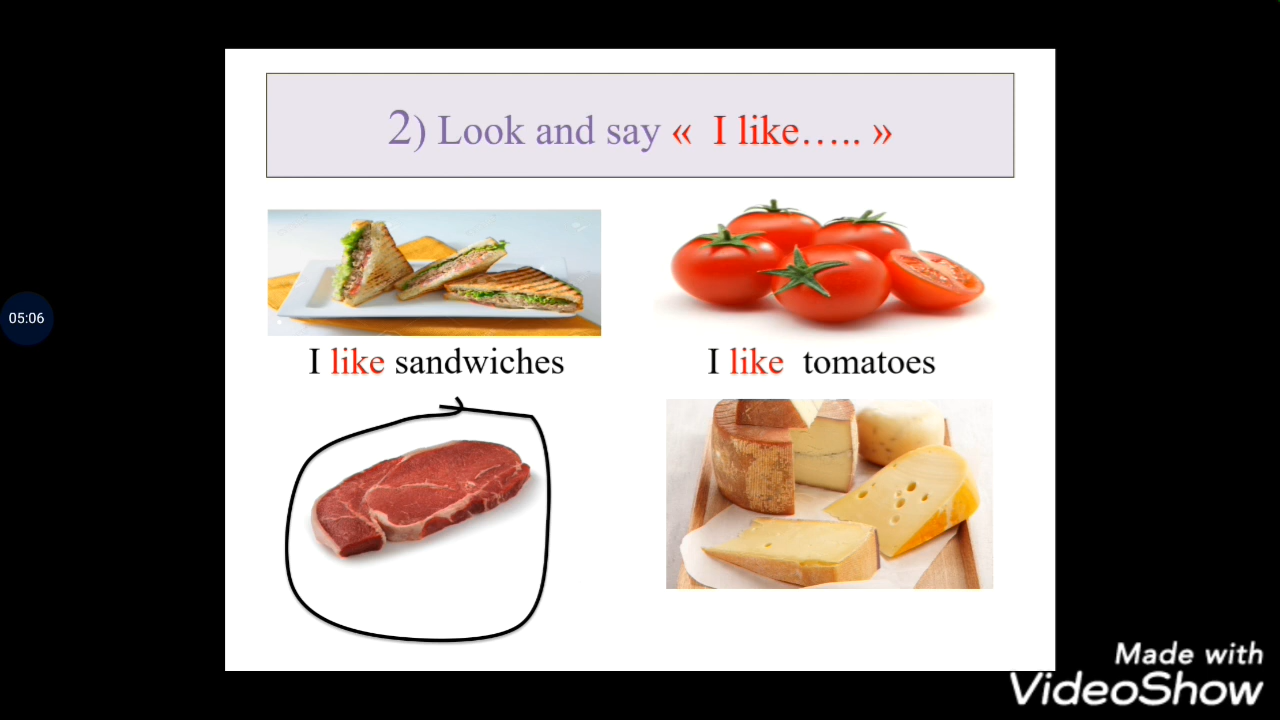 2) Look and say «  I like….. »
05:06
I like sandwiches
I like  tomatoes
Made with
VideoShow